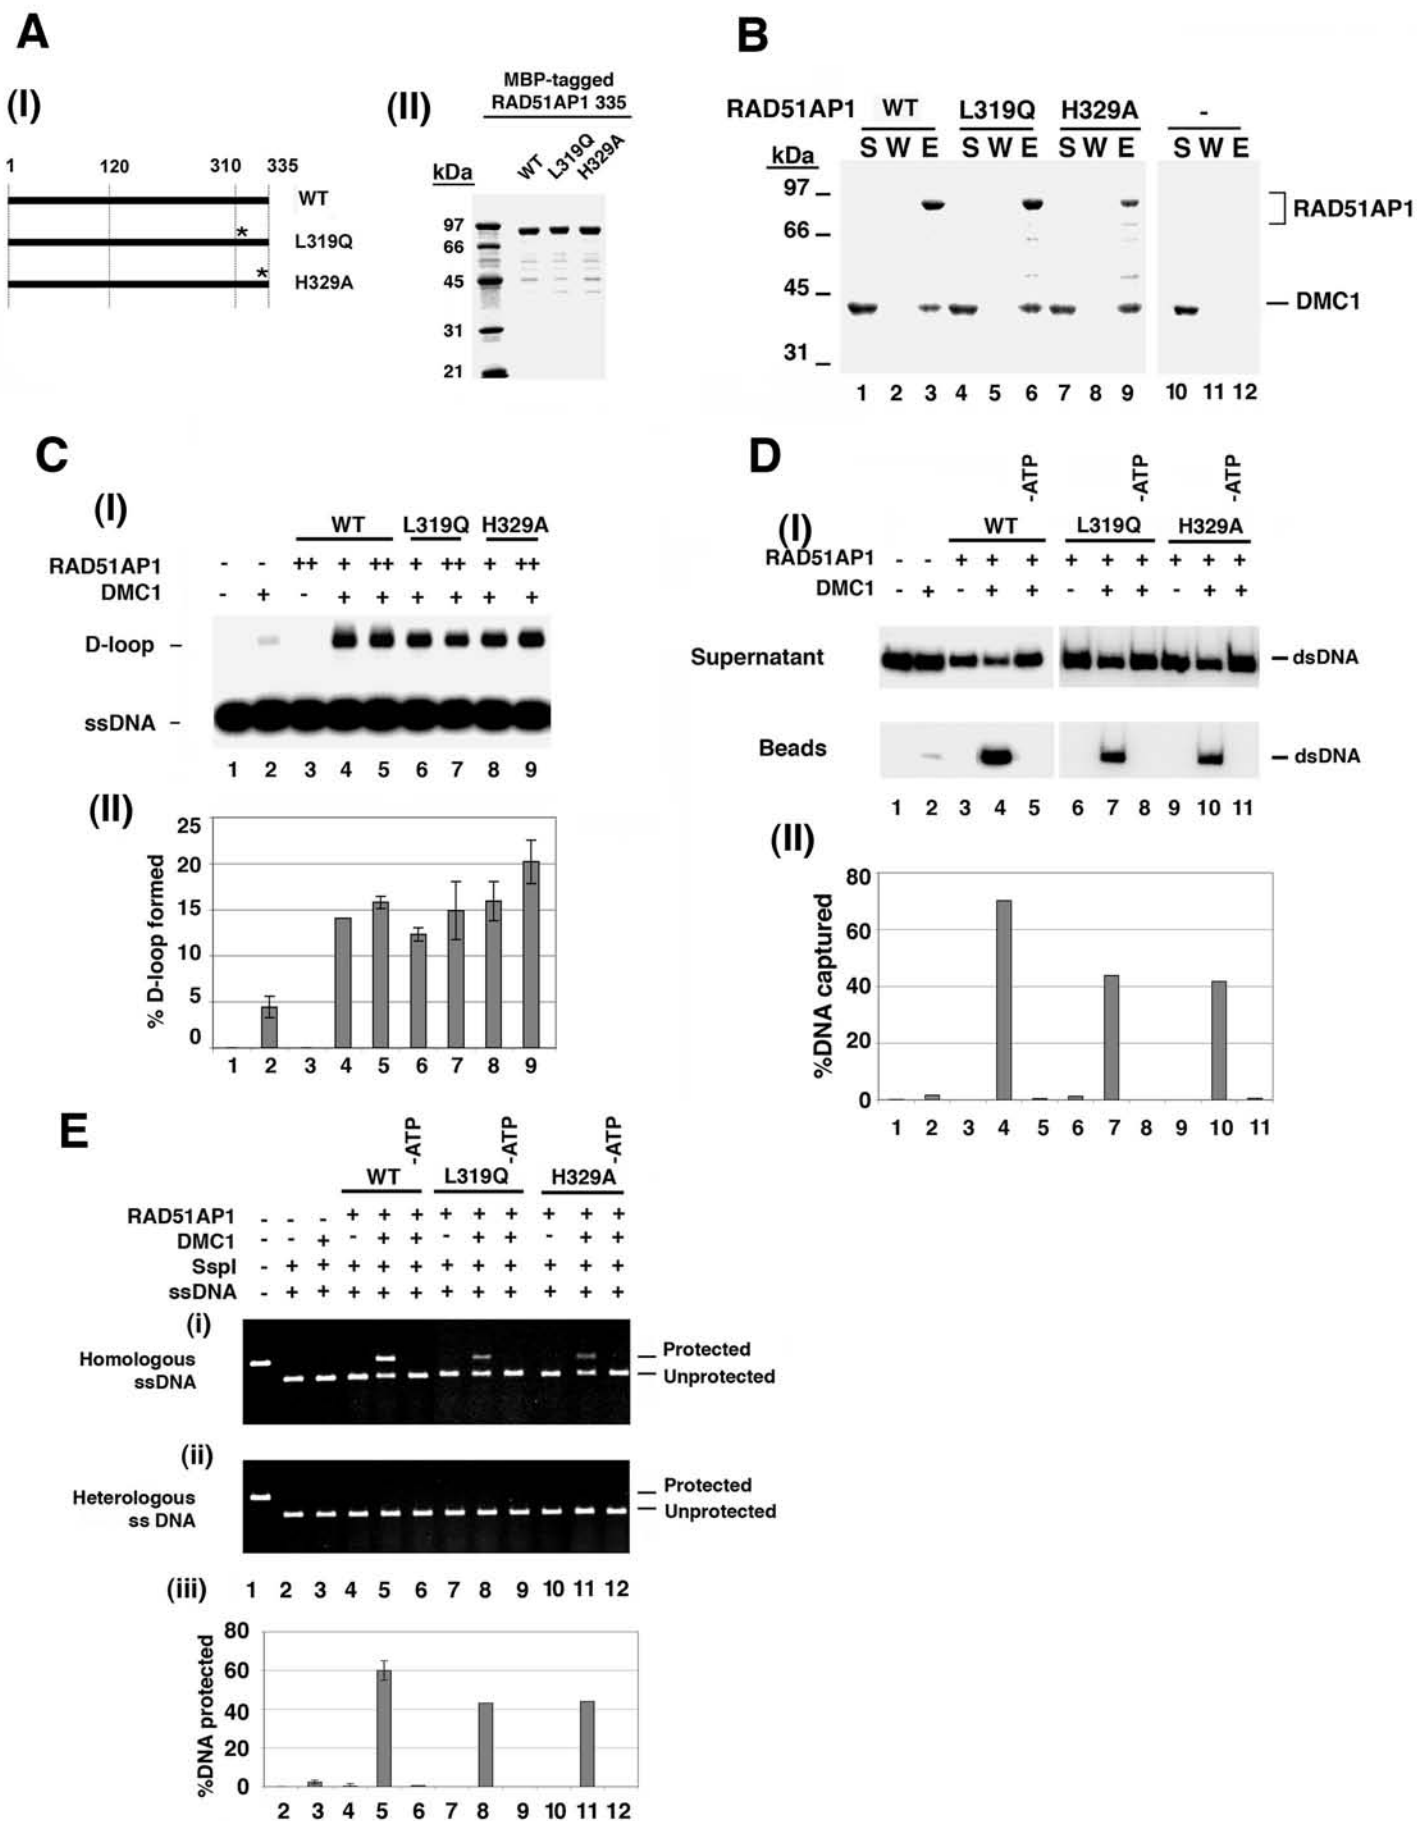 A
(I)
1 120 310 335
WT
*
L319Q
*
H329A
(II)
MBP-tagged
RAD51AP1 335
kDa
WT L319Q H329A
97
66
45
31
21
B
RAD51AP1 WT L319Q H329A -
kDa
S W E S W E S W E S W E
97
66
45
31
RAD51AP1
DMC1
1 2 3 4 5 6 7 8 9 10 11 12
C
(I)
WT L319Q H329A
RAD51AP1 - - ++ + ++ + ++ + ++
DMC1 - + - + + + + + +
D-loop
ssDNA
1 2 3 4 5 6 7 8 9
(II)
% D-loop formed
25
20
15
10
5
0
1 2 3 4 5 6 7 8 9
D
(I)
-ATP -ATP -ATP
WT L319Q H329A
RAD51AP1 - - + + + + + + + + +
DMC1 - + - + + - + + - + +
Supernatant
dsDNA
Beads
dsDNA
1 2 3 4 5 6 7 8 9 10 11
(II)
%DNA captured
80
60
40
20
0
1 2 3 4 5 6 7 8 9 10 11
E
-ATP -ATP -ATP
WT L319Q H329A
RAD51AP1 - - - + + + + + + + + +
DMC1 - - + - + + - + + - + +
SspI - + + + + + + + + + + +
ssDNA - + + + + + + + + + + +
(i)
Homologous
ssDNA
Protected
Unprotected
(ii)
Heterologous
ss DNA
Protected
Unprotected
1 2 3 4 5 6 7 8 9 10 11 12
(iii)
%DNA protected
80
60
40
20
0
2 3 4 5 6 7 8 9 10 11 12